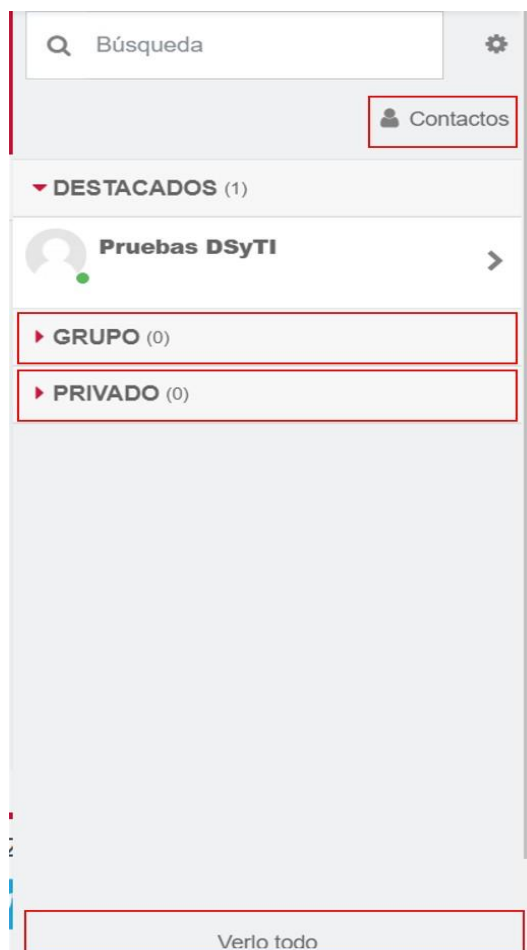 Búsqueda
Contactos
DESTACADOS (1)
Pruebas DSyTI
GRUPO (0)
PRIVADO (0)
Verlo todo